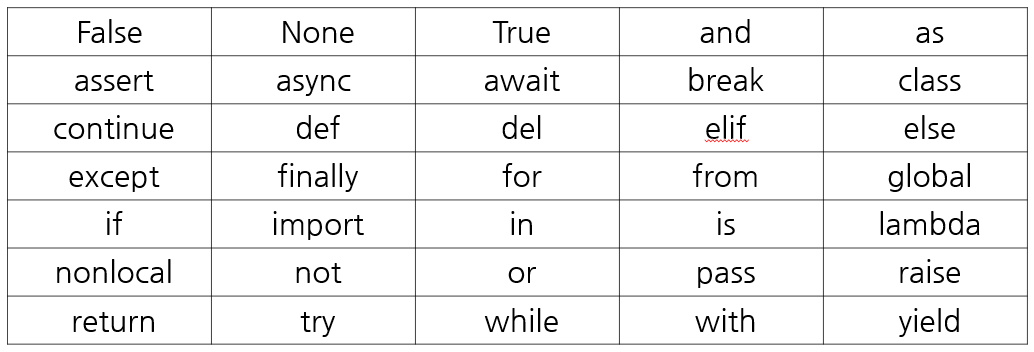 False None True and as
assert async await break class
continue def del elif else
except finally for from global
if import in is lambda
nonlocal not or pass raise
return try while with yield